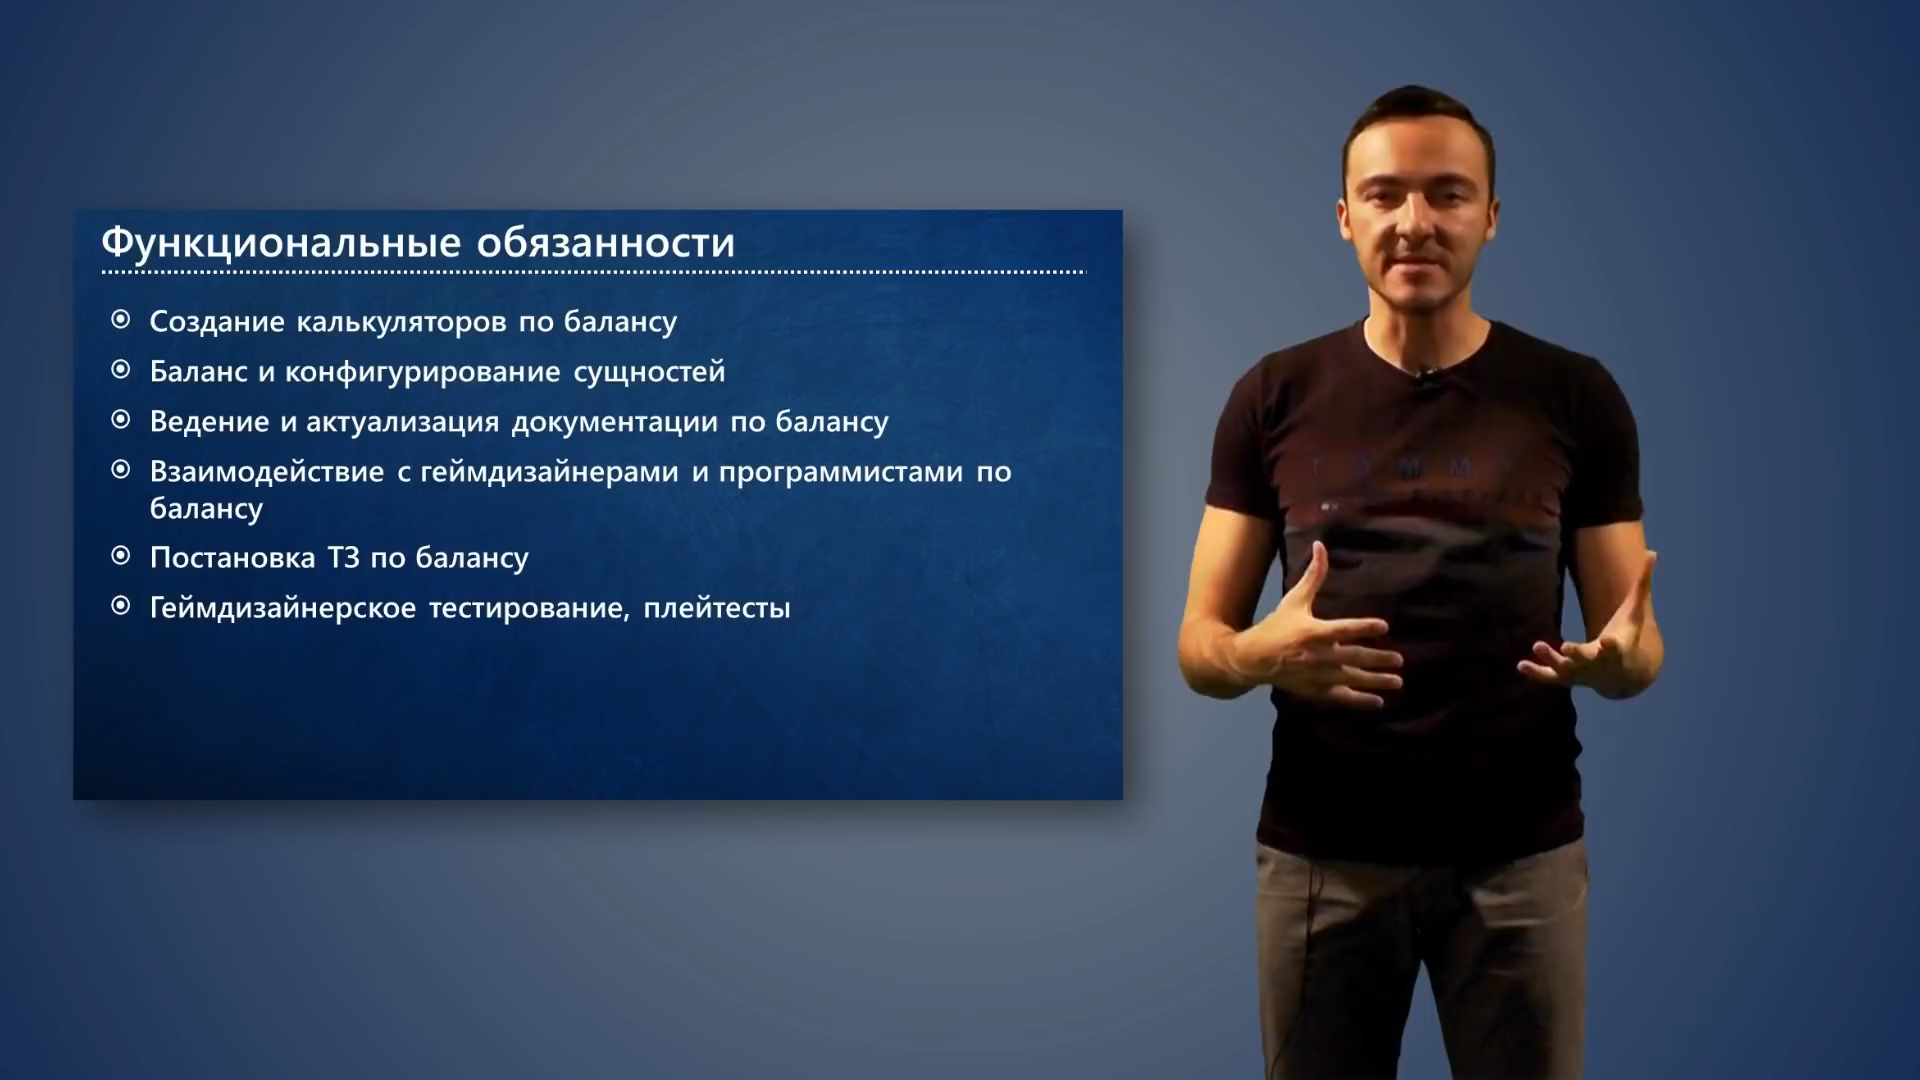 Функциональные обязанности
Создание калькуляторов по балансу
Баланс и конфигурирование сущностей
Ведение и актуализация документации по балансу
Взаимодействие с геймдизайнерами и программистами по
балансу
Постановка ТЗ по балансу
Геймдизайнерское тестирование, плейтесты